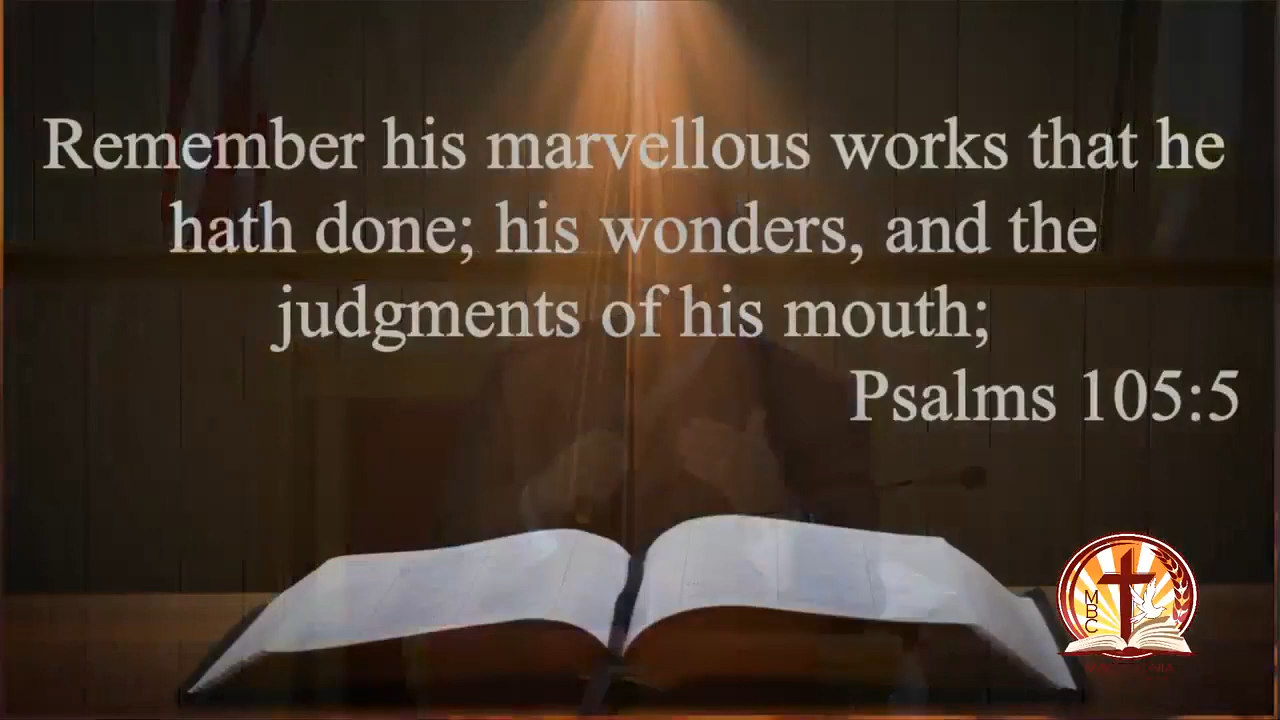 Remember his marvellous works that he
hath done; his wonders, and the
judgments of his mouth;
Psalms 105:5
MBC